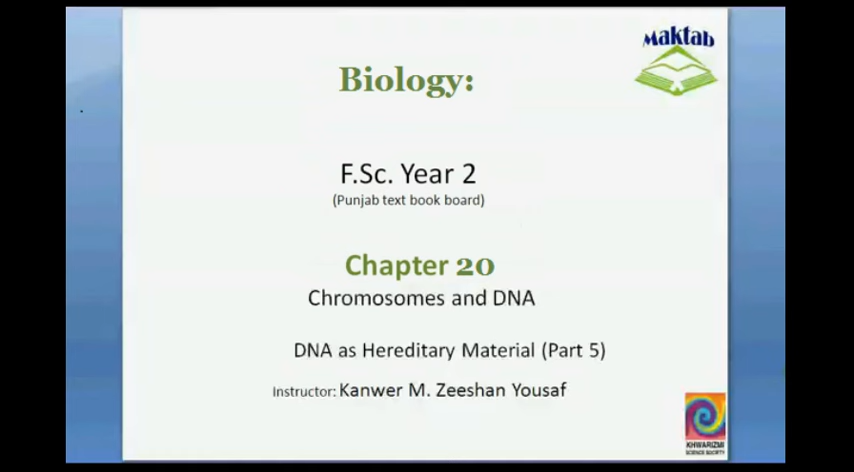 Maktab
Biology:
F.Sc. Year 2
(Punjab text book board)
Chapter 20
Chromosomes and DNA
DNA as Hereditary Material (Part 5)
Instructor: Kanwer M. Zeeshan Yousaf
KHWARIZMI
SCIENCE SOCIETY